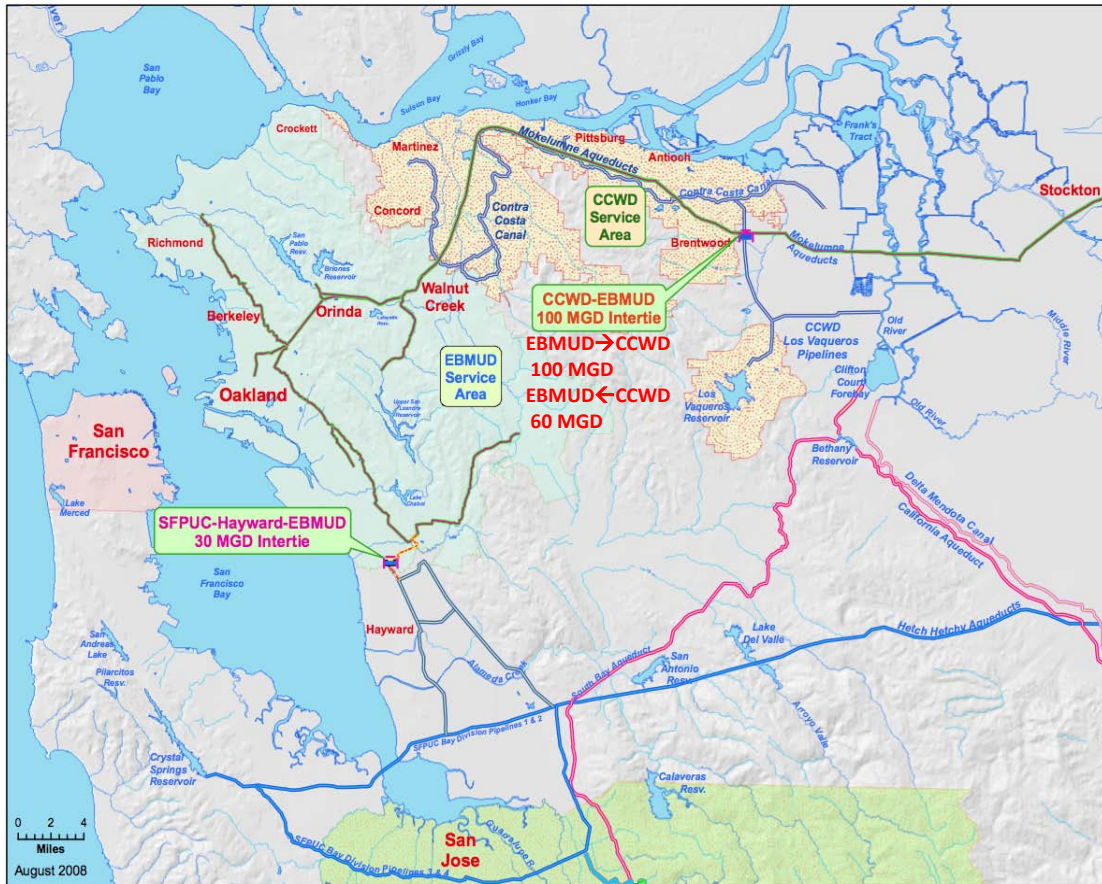 River
San
Pablo
Bay
Grizzly Bay
Suison Bay
Honker Bay
Crockett
Martinez
Concord
Mokelumne Aqueducts
Pittsburg
Antioch
Frank's
Tract
Stockton
Contra
Costa
Canal
CCWD
Service
Area
Contra Costa Can
Brentwood
Mokelumne
Aqueducts
Richmond
San
Pablo
Resv.
Briones
Reservoir
Walnut
Creek
Berkeley
Orinda
Lafayette
Resv.
CCWD-EBMUD
100 MGD Intertie
EBMUD→CCWD
100 MGD
EBMUD←CCWD
60 MGD
CCWD
Los Vaqueros
Pipelines
Old
River
Middle River
Clifton
Court
Forebay
Old River
EBMUD
Service
Area
Oakland
Upper San
Leandro
Reservoir
Los
Vaqueros
Reservoir
Bethany
Reservoir
San
Francisco
Lake
Merced
Lake
Chabot
Delta Mendota Canal
California Aqueduct
SFPUC-Hayward-EBMUD
30 MGD Intertie
San
Francisco
Bay
Hayward
Alameda Creek
South Bay Aqueduct
Lake
Del Valle
Hetch Hetchy Aqueducts
San
Antonio
Resv.
San
Andreas
Lake
Pilarcitos
Resv.
Arroyo Valle
SFPUC Bay Division Pipelines 1 & 2
Crystal
Springs
Reservoir
Calaveras
Resv.
SFPUC Bay Division Pipelines 3 & 4
San
Jose
Guadalupe R.
0 2 4
Miles
August 2008